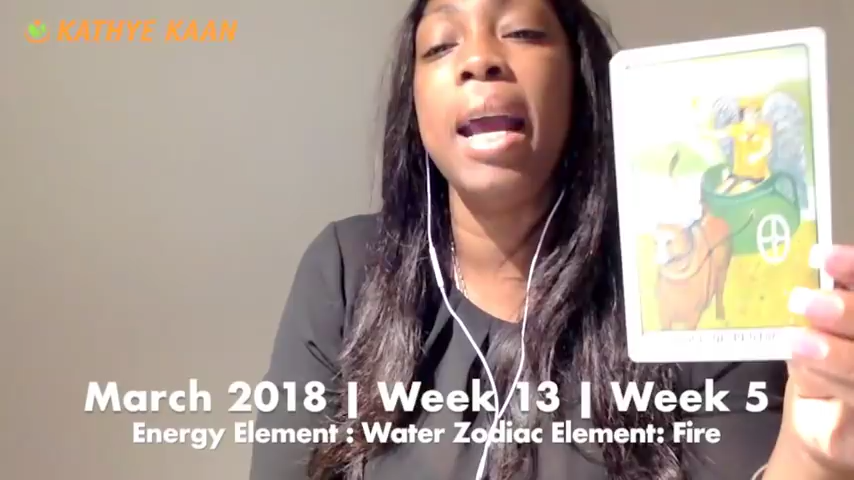 KATHYE KAAN
March 2018 | Week 13 | Week 5
Energy Element : Water Zodiac Element: Fire